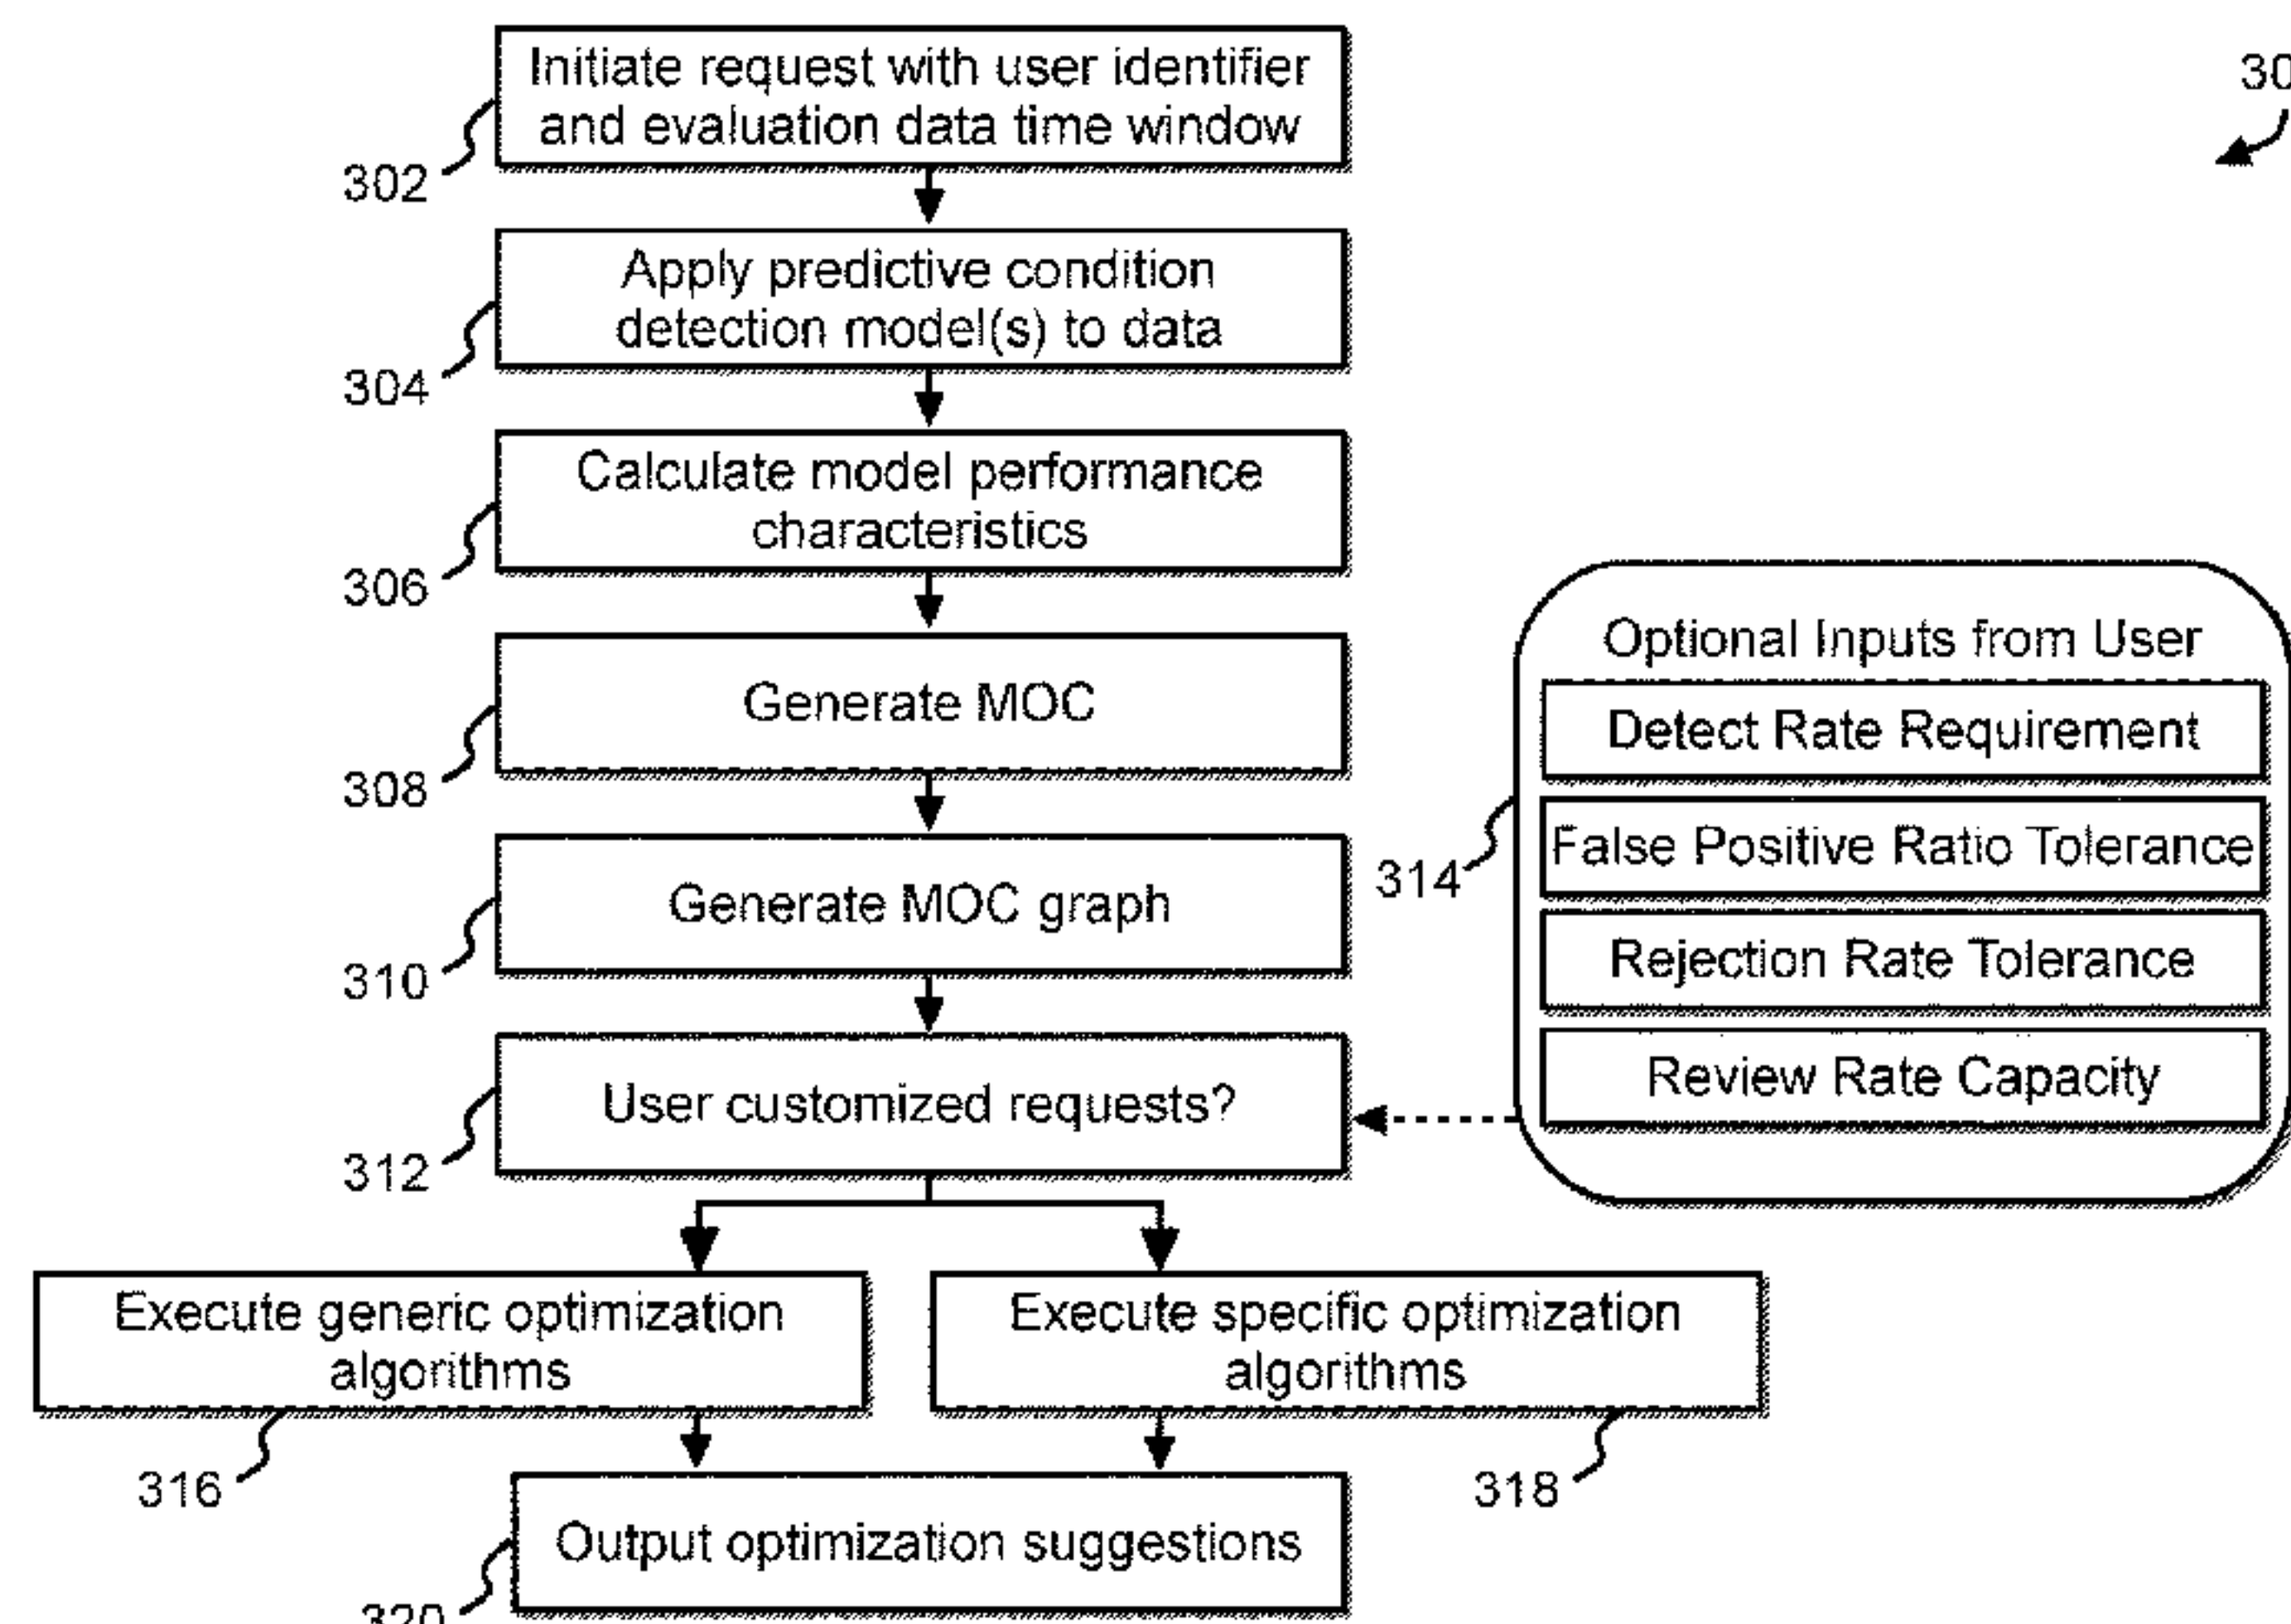 Initiate request with user identifier
and evaluation data time window
302
30
Apply predictive condition
detection model(s) to data
304
Calculate model performance
characteristics
306
Generate MOC
308
Generate MOC graph
310
User customized requests?
312
Optional Inputs from User
Detect Rate Requirement
False Positive Ratio Tolerance
Rejection Rate Tolerance
Review Rate Capacity
314
Execute generic optimization
algorithms
316
Execute specific optimization
algorithms
318
Output optimization suggestions
320